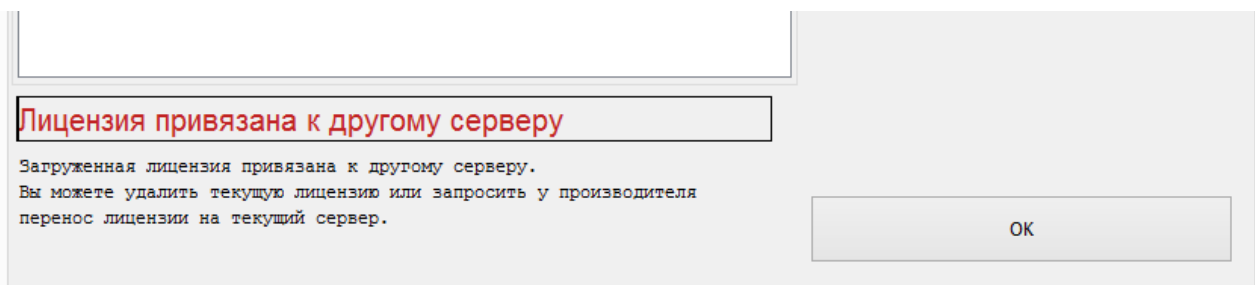 Лицензия привязана к другому серверу
Загруженная лицензия привязана к другому серверу.
Вы можете удалить текущую лицензию или запросить у производителя
перенос лицензии на текущий сервер.
ОК